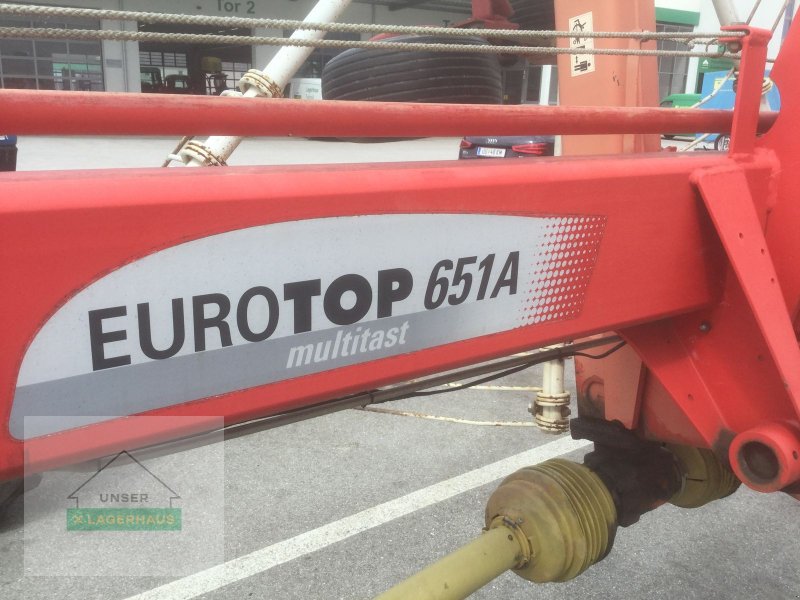 Tor 2
EUROTOP 651A
multitast
UNSER
LAGERHAUS